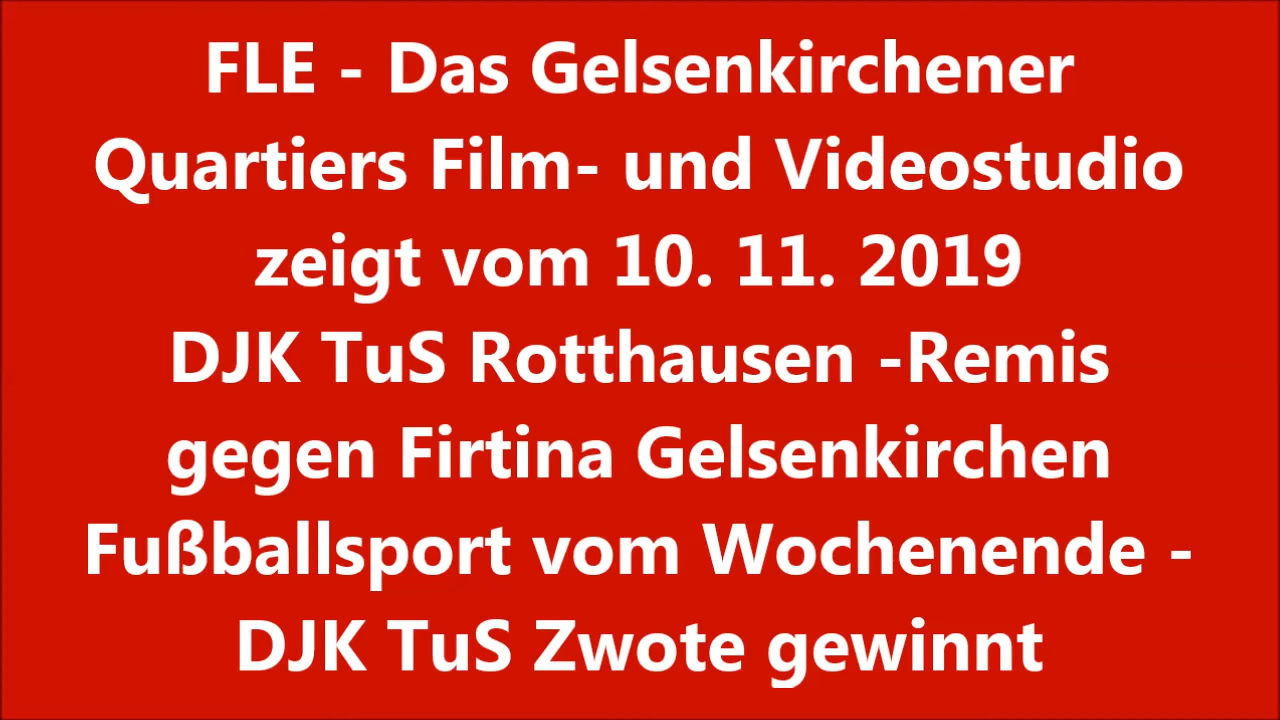 FLE - Das Gelsenkirchener
Quartiers Film- und Videostudio
zeigt vom 10. 11. 2019
DJK TuS Rotthausen -Remis
gegen Firtina Gelsenkirchen
Fußballsport vom Wochenende -
DJK TuS Zwote gewinnt